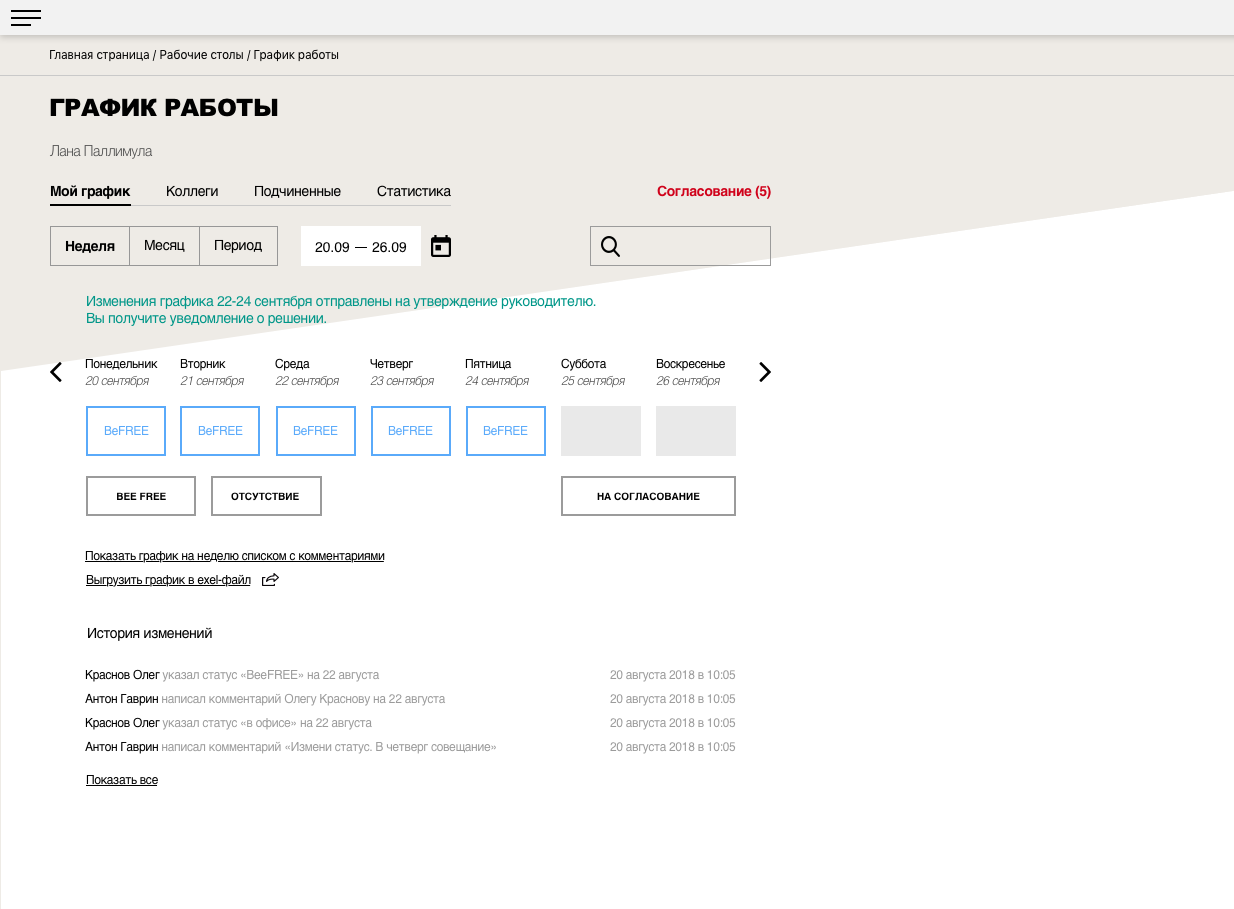 Главная страница / Рабочие столы / График работы
ГРАФИК РАБОТЫ
Лана Паллимула
Мой график Коллеги Подчиненные Статистика Согласование (5)
Неделя Месяц Период 20.09 — 26.09
Изменения графика 22-24 сентября отправлены на утверждение руководителю.
Вы получите уведомление о решении.
Понедельник Вторник Среда Четверг Пятница Суббота Воскресенье
20 сентября 21 сентября 22 сентября 23 сентября 24 сентября 25 сентября 26 сентября
BeFREE BeFREE BeFREE BeFREE BeFREE
BEE FREE ОТСУТСТВИЕ НА СОГЛАСОВАНИЕ
Показать график на неделю списком с комментариями
Выгрузить график в exel-файл
История изменений
Краснов Олег указал статус «BeeFREE» на 22 августа 20 августа 2018 в 10:05
Антон Гаврин написал комментарий Олегу Краснову на 22 августа 20 августа 2018 в 10:05
Краснов Олег указал статус «в офисе» на 22 августа 20 августа 2018 в 10:05
Антон Гаврин написал комментарий «Измени статус. В четверг совещание» 20 августа 2018 в 10:05
Показать все